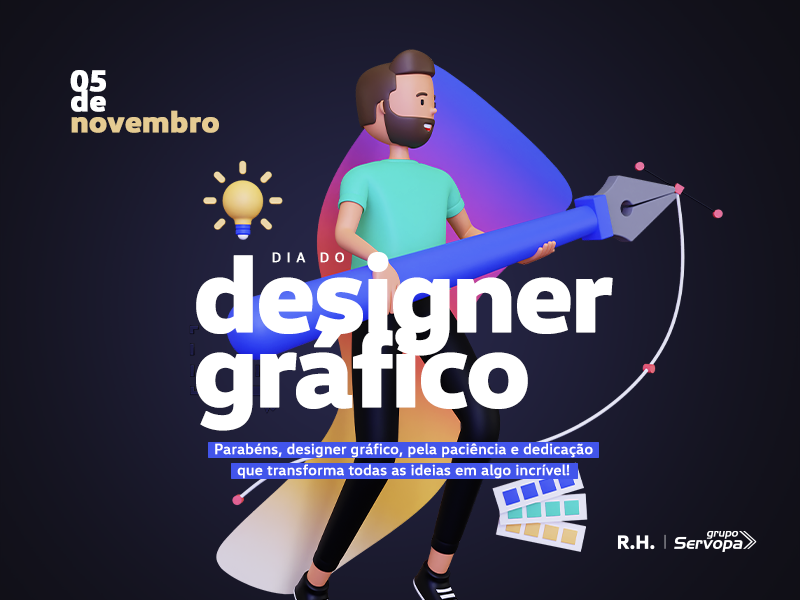 05
de
novembro
DIA DO
designer
gráfico
Parabéns, designer gráfico, pela paciência e dedicação
que transforma todas as ideias em algo incrível!
R.H. | grupo Servopa